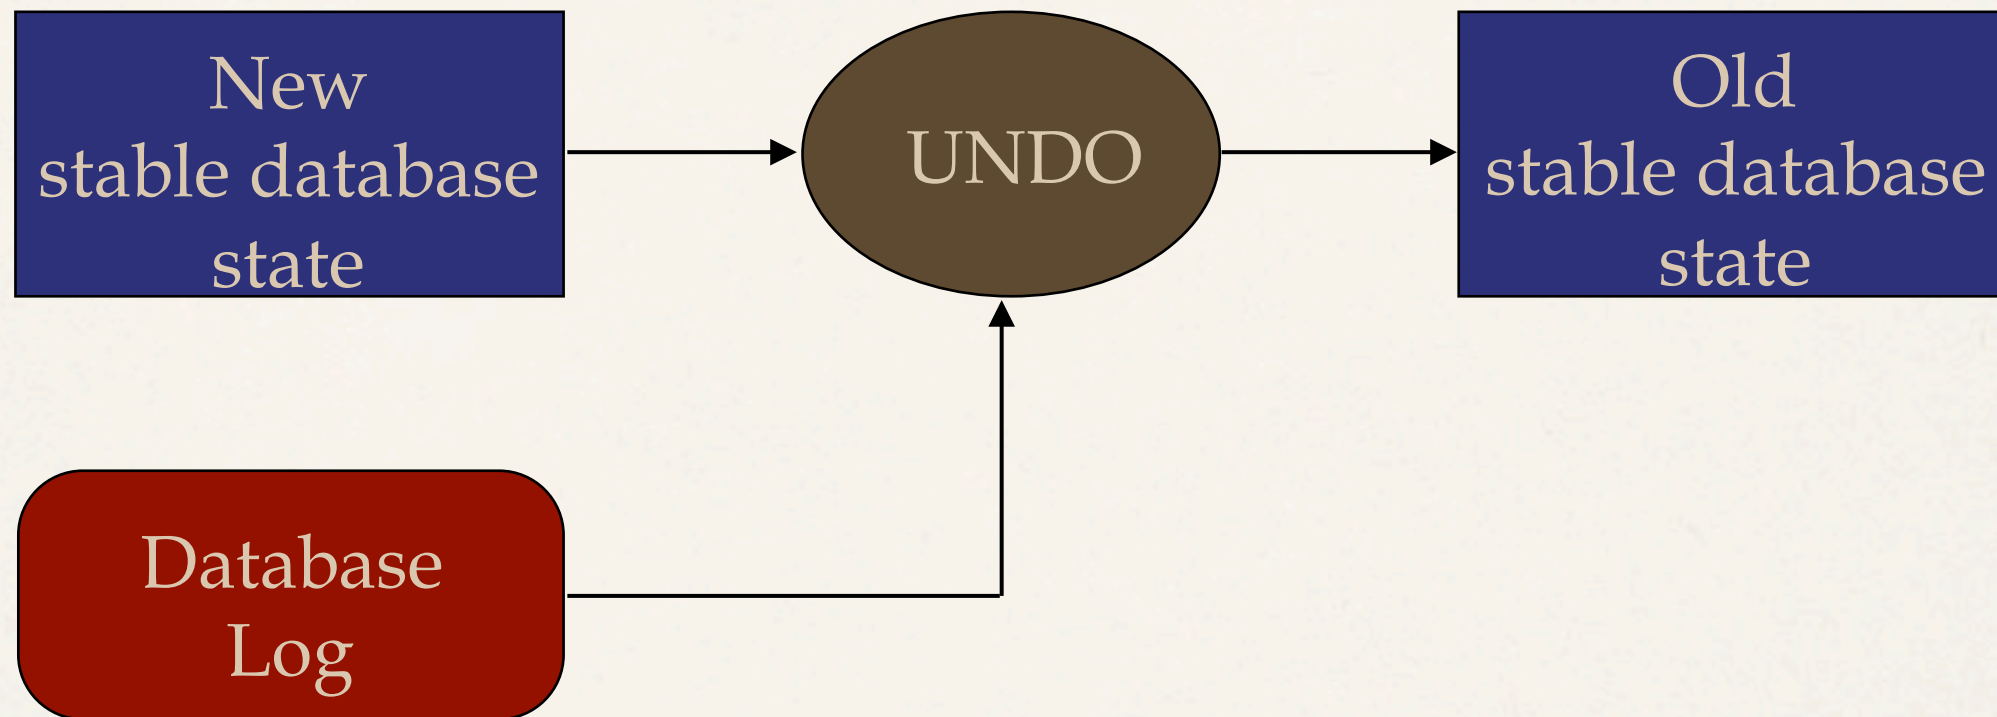 New
stable database
state
UNDO
Old
stable database
state
Database
Log